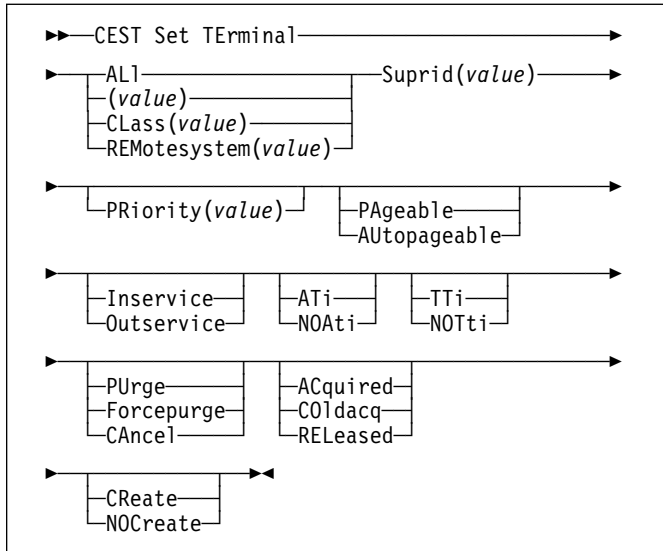 CEST Set TErminal
ALl Suprid(value)
(value)
CLass(value)
REMotesystem(value)
PRiority(value) PAgeable
AUtopageable
Inservice ATi TTi
Outservice NOAti NOTti
PUrge ACquired
Forcepurge COldacq
CAncel RELeased
CReate
NOCreate